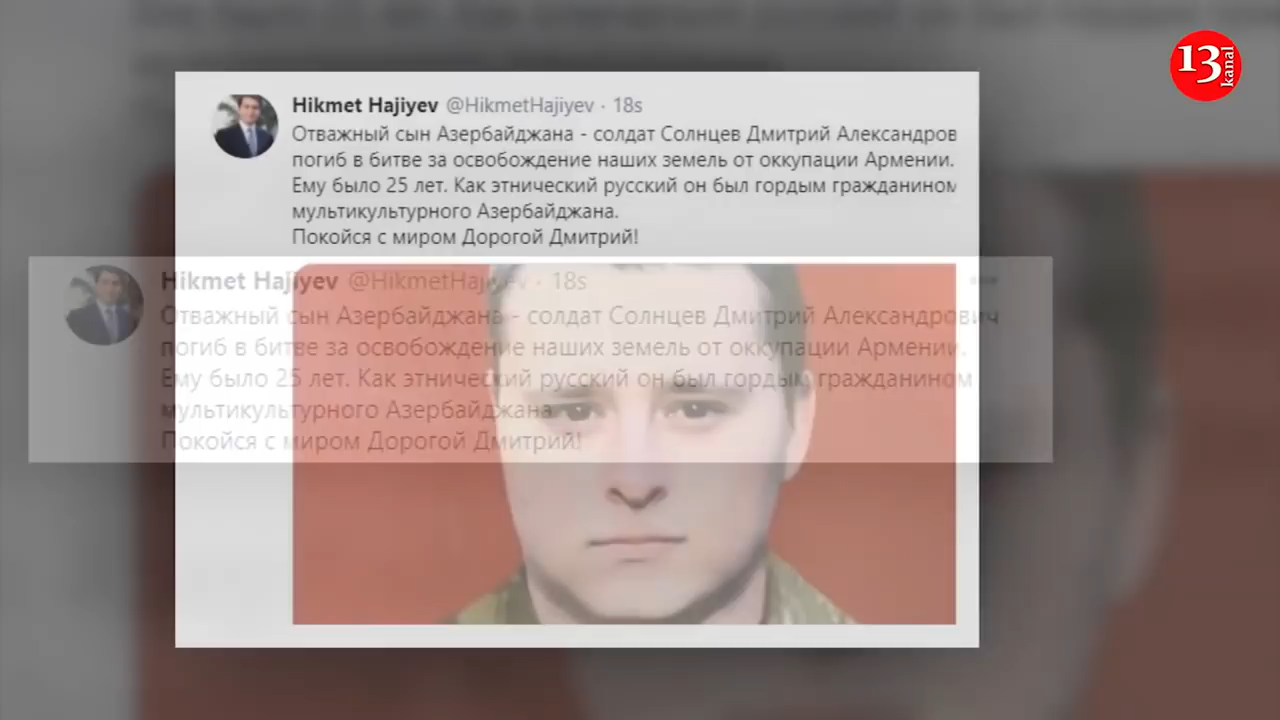 13
kanal
Hikmet Hajiyev @HikmetHajiyev · 18s
Отважный сын Азербайджана - солдат Солнцев Дмитрий Александров
погиб в битве за освобождение наших земель от оккупации Армении.
Ему было 25 лет. Как этнический русский он был гордым гражданином
мультикультурного Азербайджана.
Покойся с миром Дорогой Дмитрий!
Hikmet Hajiyev @HikmetHajiyev · 18s
Отважный сын Азербайджана - солдат Солнцев Дмитрий Александрович
погиб в битве за освобождение наших земель от оккупации Армении.
Ему было 25 лет. Как этнический русский он был гордым гражданином
мультикультурного Азербайджана
Покойся с миром Дорогой Дмитрий!